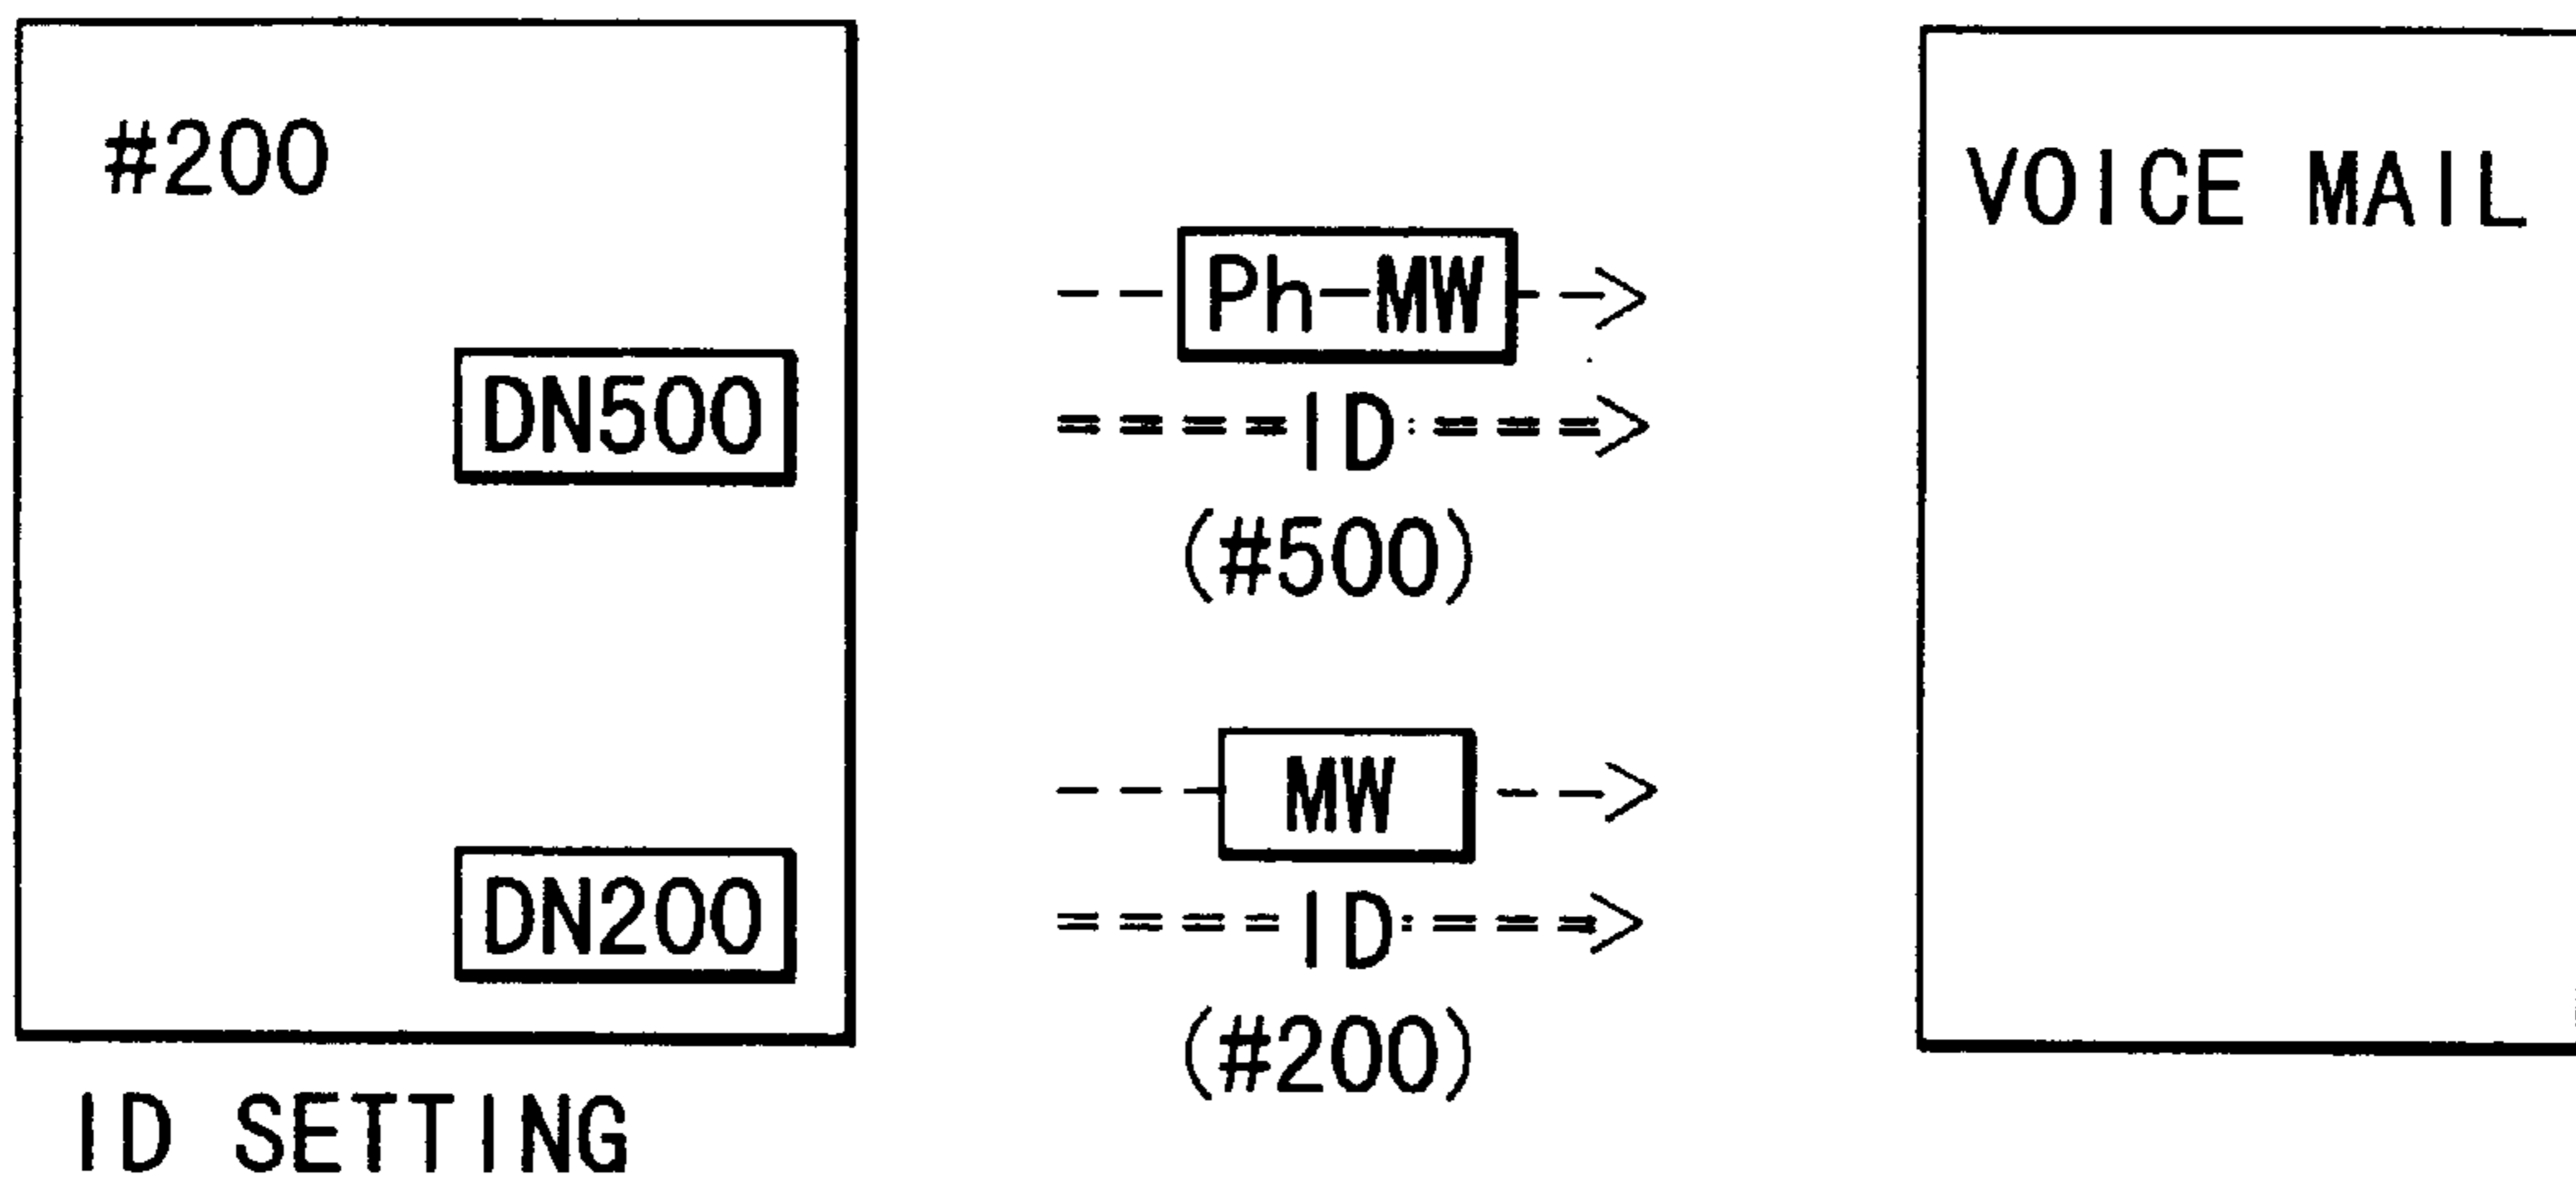 #200
VOICE MAIL
Ph-MW
DN500
ID
(#500)
MW
DN200
ID
(#200)
ID SETTING